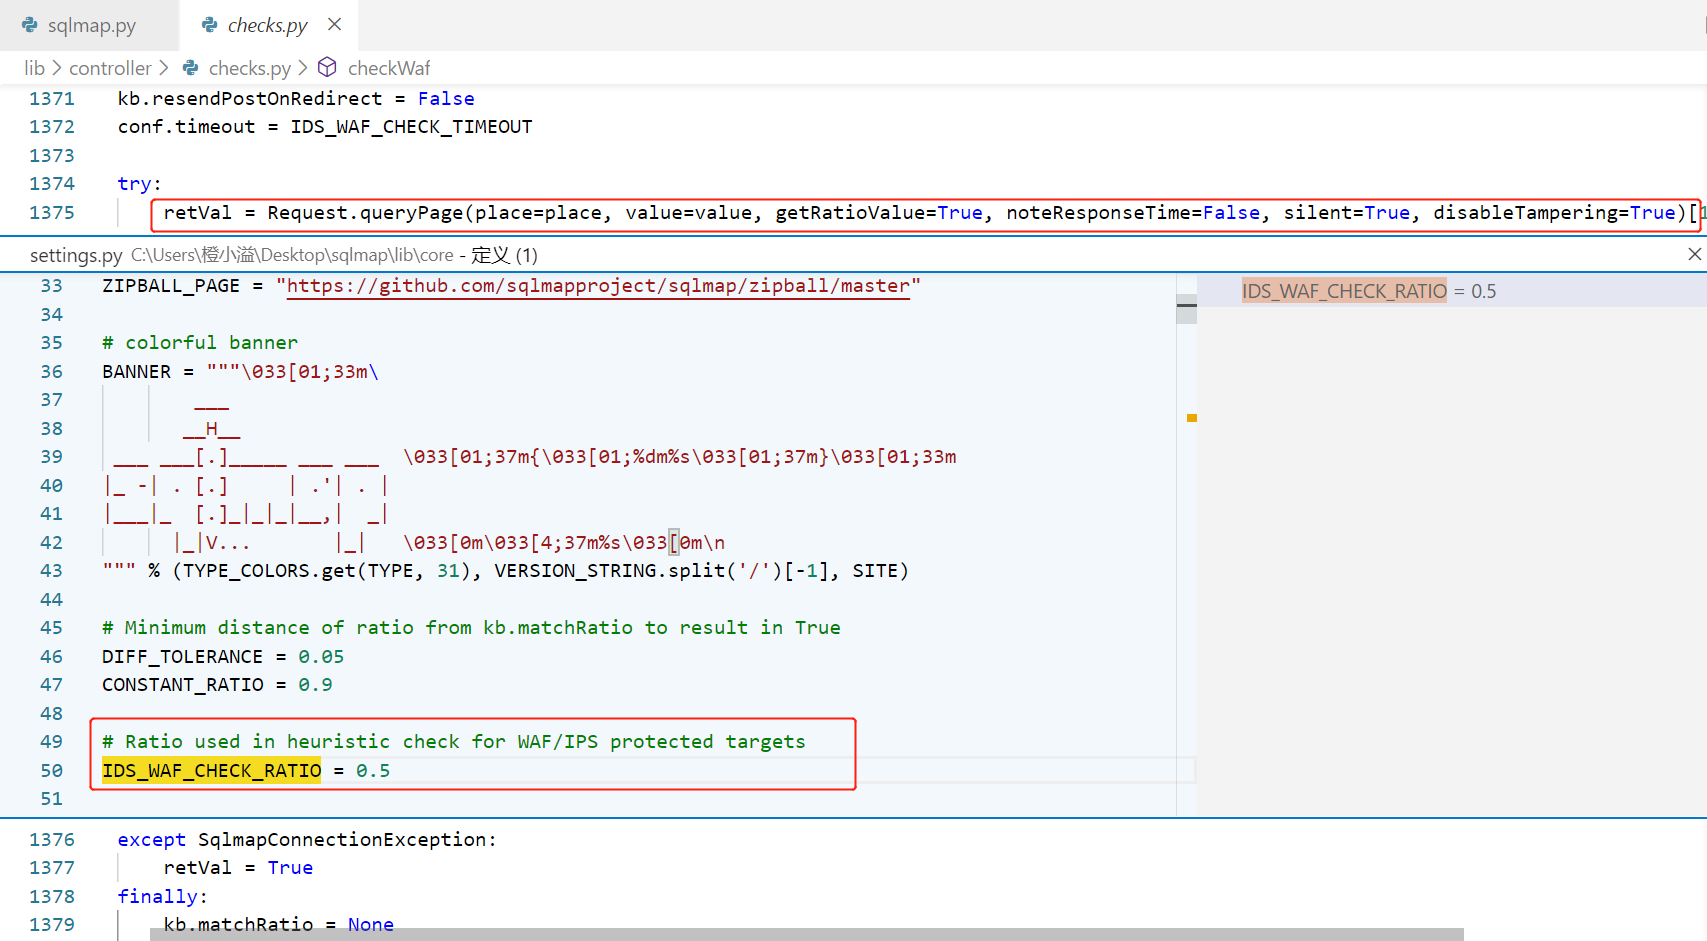 sqlmap.py checks.py
lib > controller > checks.py > checkWaf
1371 kb.resendPostOnRedirect = False
1372 conf.timeout = IDS_WAF_CHECK_TIMEOUT
1373
1374 try:
1375 retVal = Request.queryPage(place=place, value=value, getRatioValue=True, noteResponseTime=False, silent=True, disableTampering=True)[1
settings.py C:\Users\橙小溢\Desktop\sqlmap\lib\core - 定义 (1)
33 ZIPBALL_PAGE = "https://github.com/sqlmapproject/sqlmap/zipball/master"
IDS_WAF_CHECK_RATIO = 0.5
34
35 # colorful banner
36 BANNER = """\033[01;33m\
37 ___
38 __H__
39 ___ ___[.]_____ ___ ___  \033[01;37m{\033[01;%dm%s\033[01;37m}\033[01;33m
40 |_ -| . [.]     | .'| . |
41 |___|_  [.]_|_|_|__,|  _|
42 |_|V...       |_|   \033[0m\033[4;37m%s\033[0m\n
43 """ % (TYPE_COLORS.get(TYPE, 31), VERSION_STRING.split('/')[-1], SITE)
44
45 # Minimum distance of ratio from kb.matchRatio to result in True
46 DIFF_TOLERANCE = 0.05
47 CONSTANT_RATIO = 0.9
48
49 # Ratio used in heuristic check for WAF/IPS protected targets
50 IDS_WAF_CHECK_RATIO = 0.5
51
1376 except SqlmapConnectionException:
1377 retVal = True
1378 finally:
1379 kb.matchRatio = None